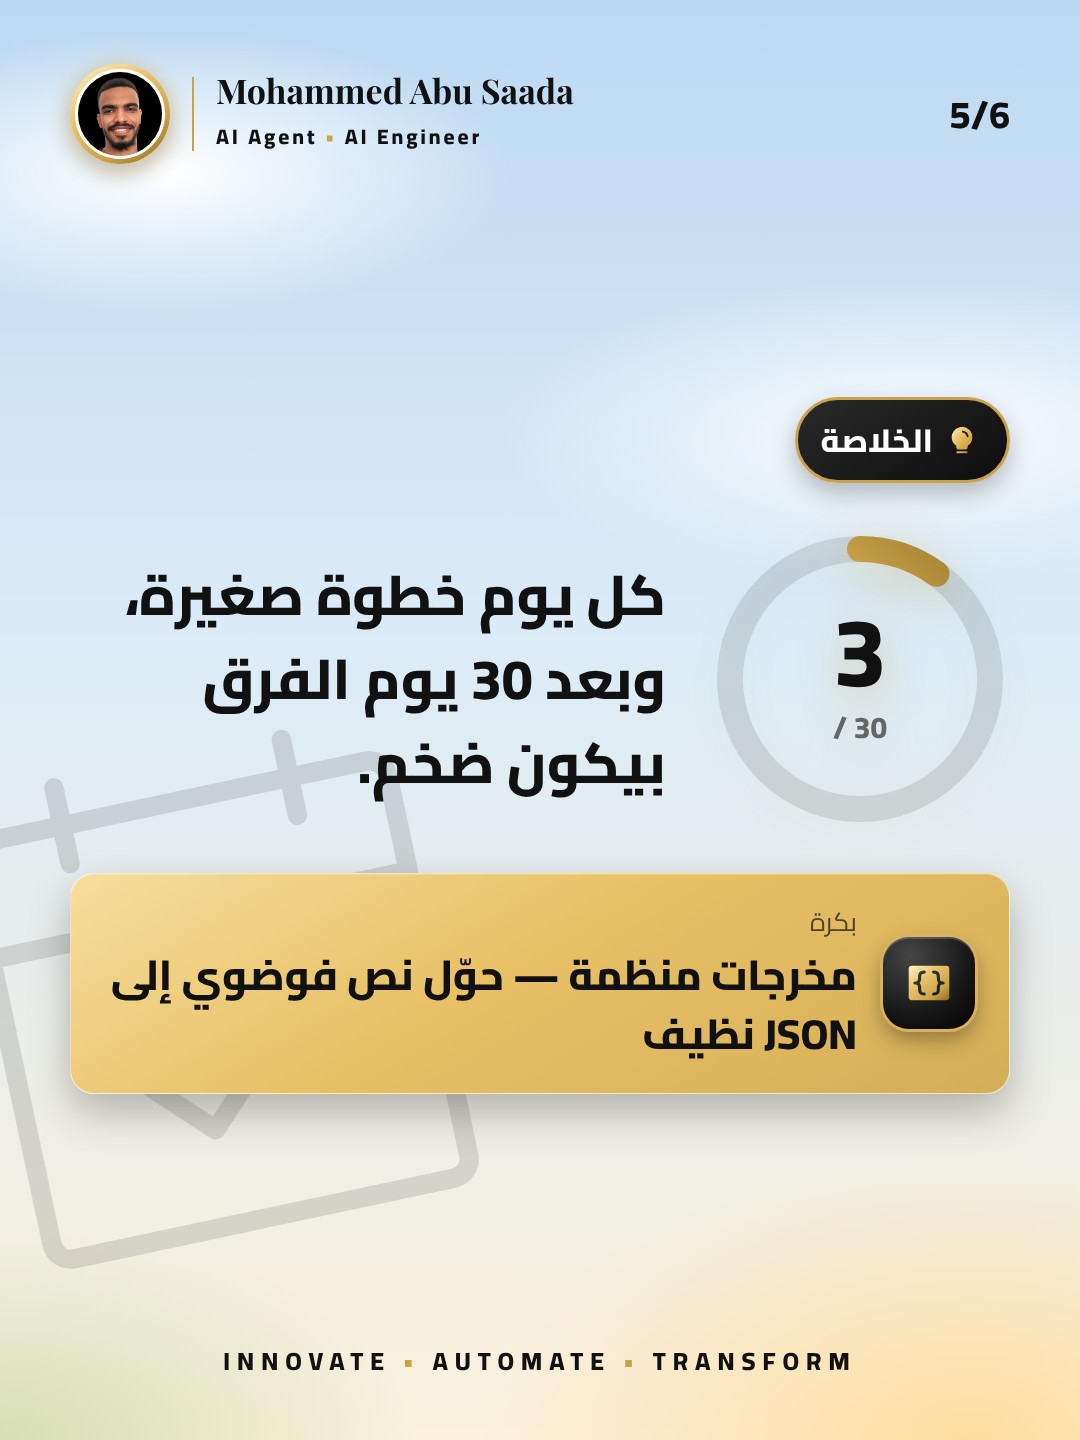 Mohammed Abu Saada
AI Agent ▪ AI Engineer
5/6
الخلاصة
3
/ 30
كل يوم خطوة صغيرة،
وبعد 30 يوم الفرق
بيكون ضخم.
بكرة
مخرجات منظمة — حوّل نص فوضوي إلى
JSON نظيف
{}
INNOVATE ▪ AUTOMATE ▪ TRANSFORM